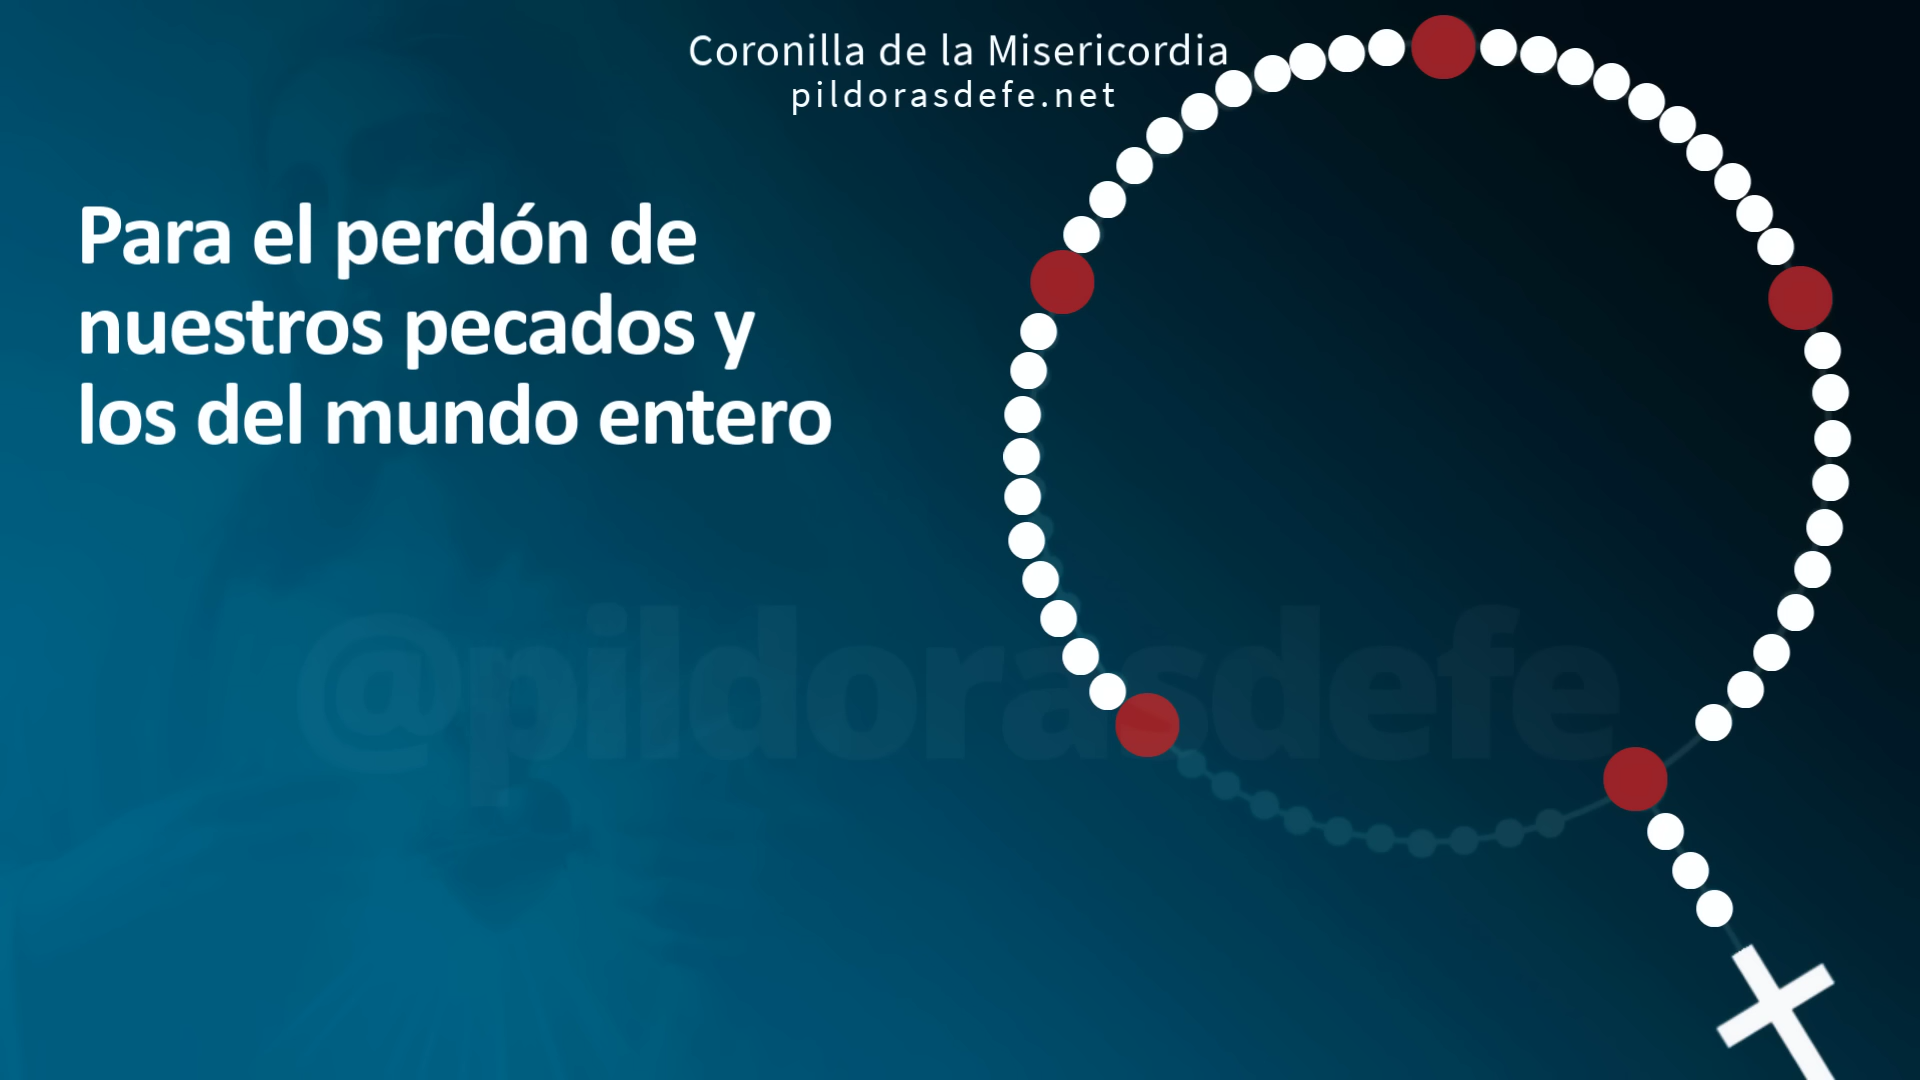 Coronilla de la Misericordia
pildorasdefe.net
Para el perdón de
nuestros pecados y
los del mundo entero
@pildorasdefe